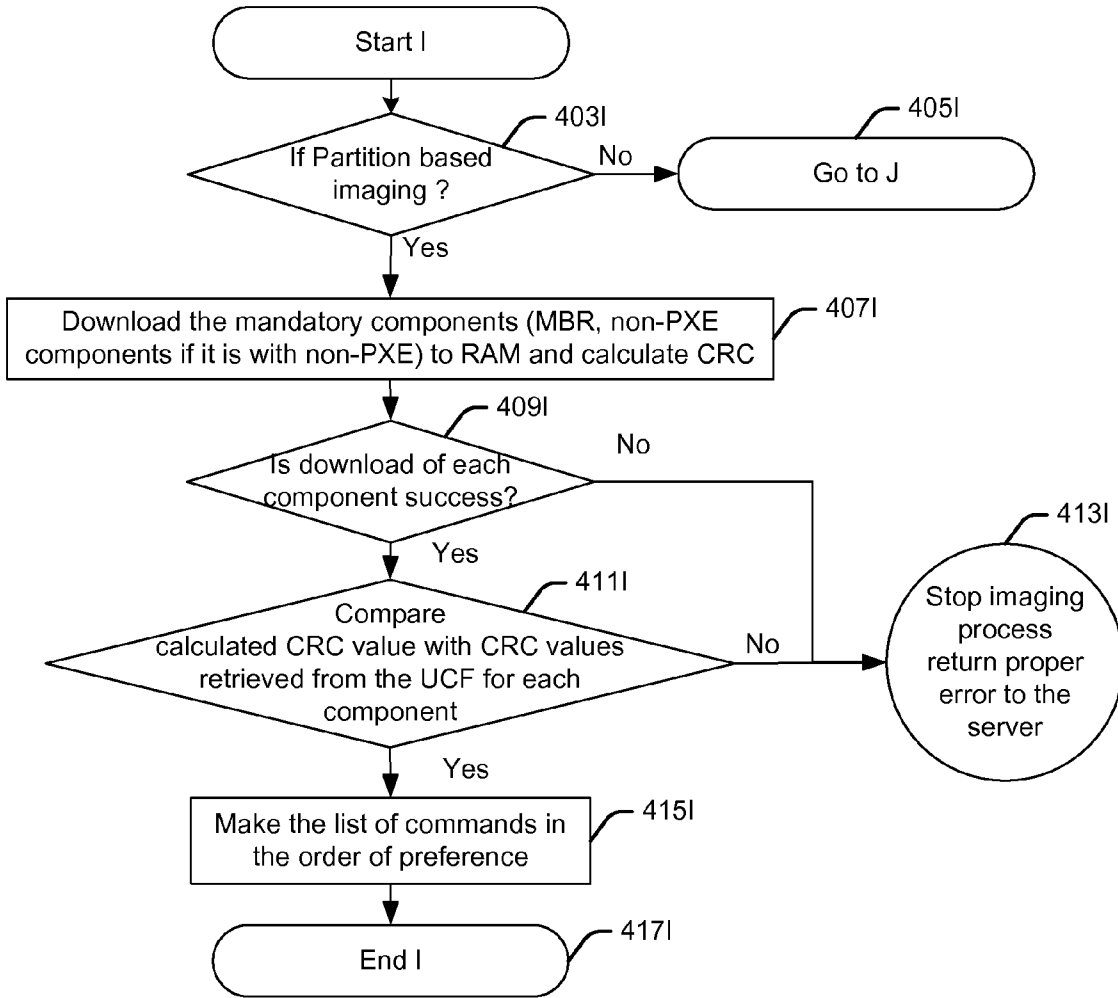 Start I
403I
If Partition based
imaging ?
No
405I
Go to J
Yes
407I
Download the mandatory components (MBR, non-PXE
components if it is with non-PXE) to RAM and calculate CRC
409I
Is download of each
component success?
No
Yes
411I
Compare
calculated CRC value with CRC values
retrieved from the UCF for each
component
No
413I
Stop imaging
process
return proper
error to the
server
Yes
415I
Make the list of commands in
the order of preference
417I
End I